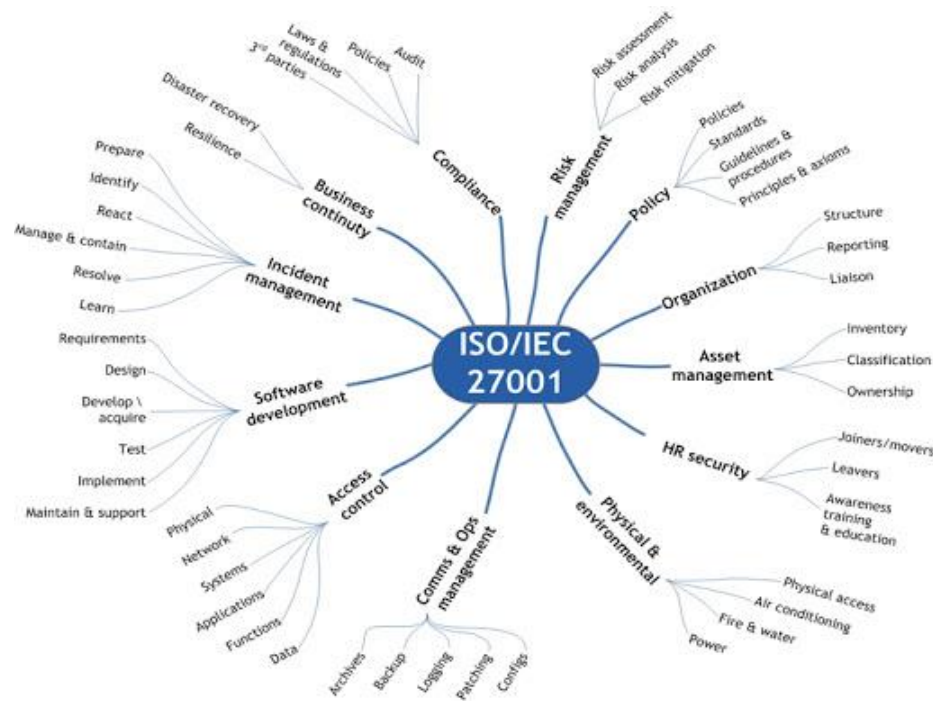 ISO/IEC
27001
Risk
management
Risk assessment
Risk analysis
Risk mitigation
Policy
Policies
Standards
Guidelines &
procedures
Principles & axioms
Organization
Structure
Reporting
Liaison
Asset
management
Inventory
Classification
Ownership
HR security
Joiners/movers
Leavers
Awareness
training
& education
Physical &
environmental
Physical access
Air conditioning
Fire & water
Power
Comms & Ops
management
Archives
Backup
Logging
Patching
Configs
Access
control
Physical
Network
Systems
Applications
Functions
Data
Software
development
Requirements
Design
Develop \
acquire
Test
Implement
Maintain & support
Incident
management
Prepare
Identify
React
Manage & contain
Resolve
Learn
Business
continuty
Disaster recovery
Resilience
Compliance
Laws &
regulations
3rd parties
Policies
Audit